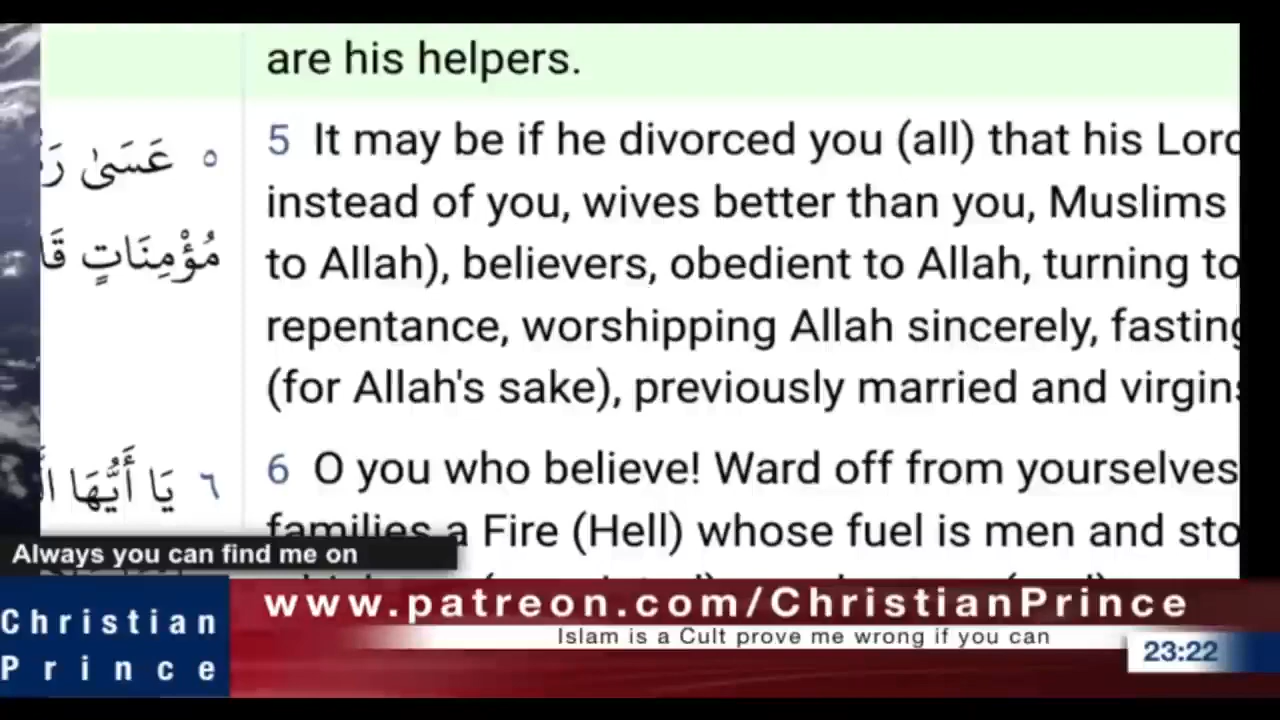 are his helpers.
٥ عَسَىٰ
5 It may be if he divorced you (all) that his Lord
instead of you, wives better than you, Muslims
مُؤْمِنَاتٍ
to Allah), believers, obedient to Allah, turning to
repentance, worshipping Allah sincerely, fasting
(for Allah's sake), previously married and virgins
٦ يَا أَيُّهَا
6 O you who believe! Ward off from yourselves
families a Fire (Hell) whose fuel is men and sto
Always you can find me on
www.patreon.com/ChristianPrince
Christian
Prince
Islam is a Cult prove me wrong if you can
23:22